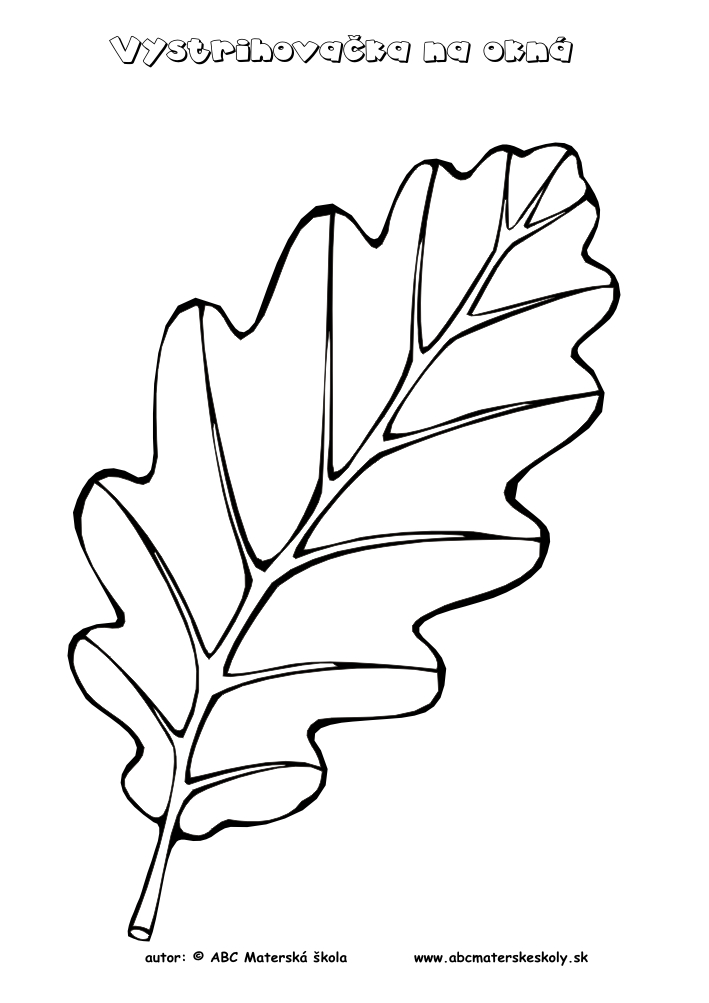 Vystrihovačka na okná
autor: © ABC Materská škola www.abcmaterskeskoly.sk